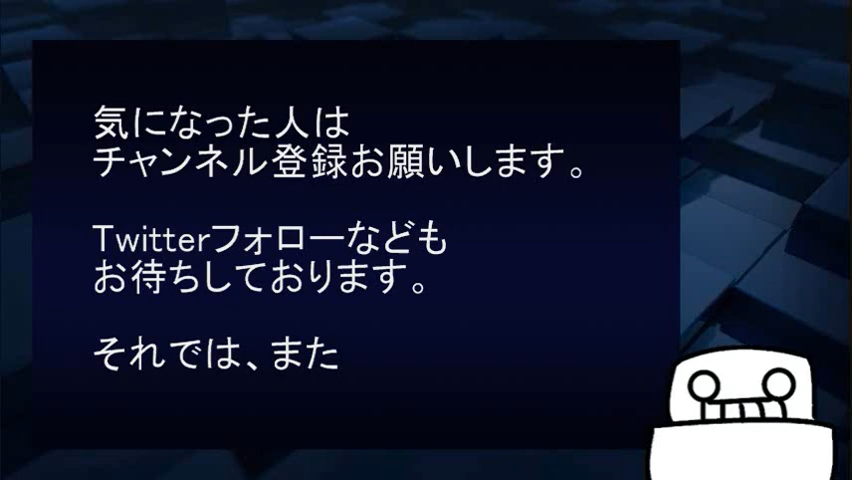 気になった人は
チャンネル登録お願いします。
Twitterフォローなども
お待ちしております。
それでは、また